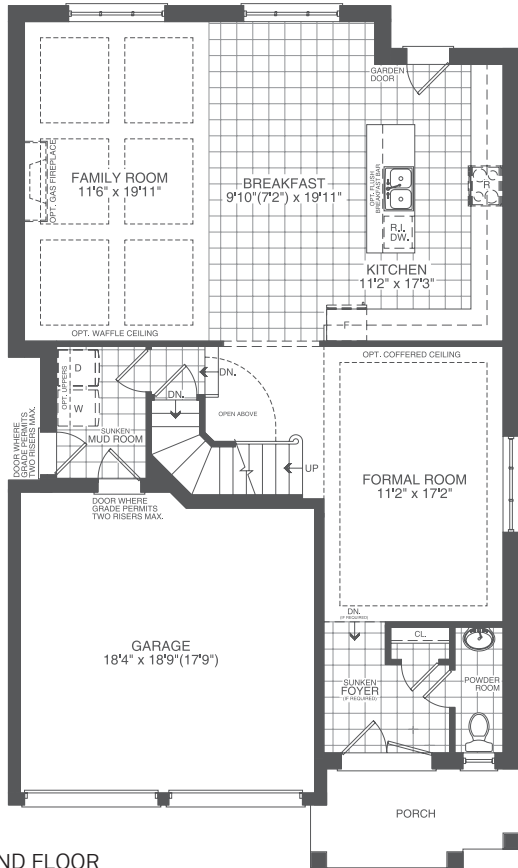 GARDEN
DOOR
OPT. GAS FIREPLACE
FAMILY ROOM
11'6" x 19'11"
BREAKFAST
9'10"(7'2") x 19'11"
OPT. FLUSH
BREAKFAST BAR
R
R.I.
DW.
KITCHEN
11'2" x 17'3"
F
OPT. WAFFLE CEILING
OPT. COFFERED CEILING
OPT. UPPERS
D
W
DN.
DN.
OPEN ABOVE
SUNKEN
MUD ROOM
UP
DOOR WHERE
GRADE PERMITS
TWO RISERS MAX.
DOOR WHERE
GRADE PERMITS
TWO RISERS MAX.
FORMAL ROOM
11'2" x 17'2"
GARAGE
18'4" x 18'9"(17'9")
DN.
(IF REQUIRED)
CL.
SUNKEN
FOYER
(IF REQUIRED)
POWDER
ROOM
PORCH
ND FLOOR